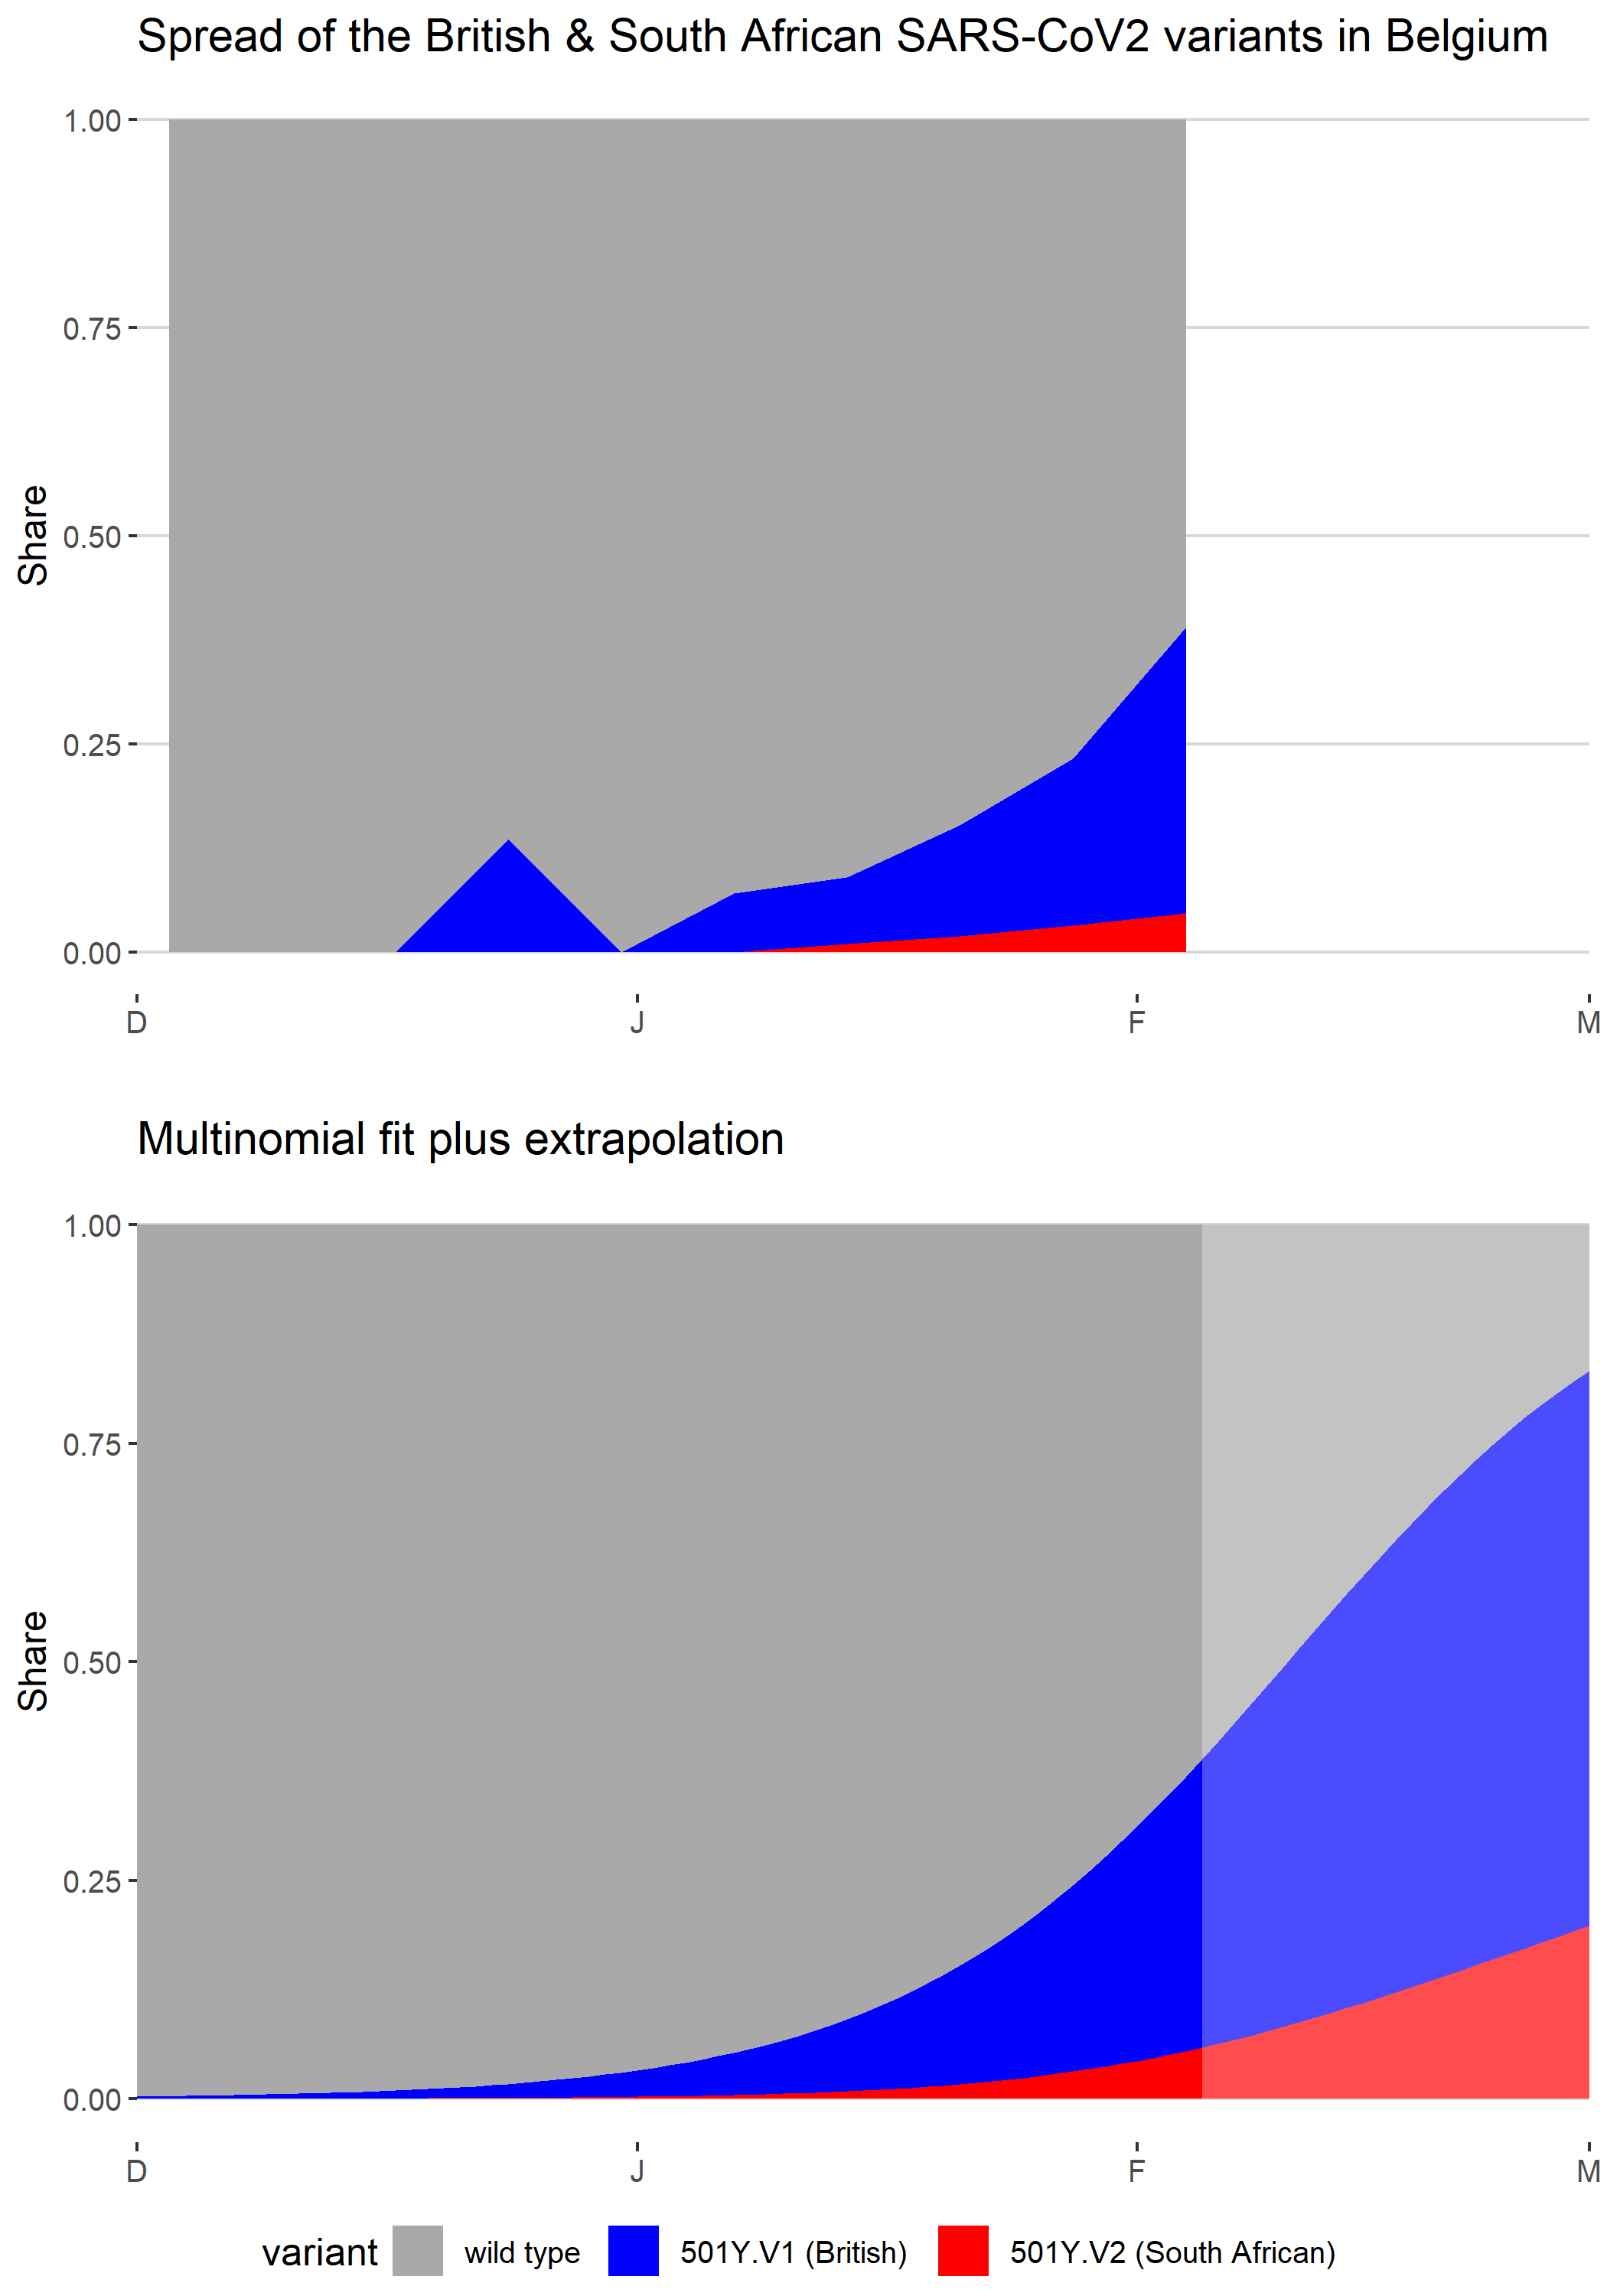 Spread of the British & South African SARS-CoV2 variants in Belgium
1.00
0.75
0.50
0.25
0.00
Share
D J F M
Multinomial fit plus extrapolation
1.00
0.75
0.50
0.25
0.00
Share
D J F M
variant wild type 501Y.V1 (British) 501Y.V2 (South African)